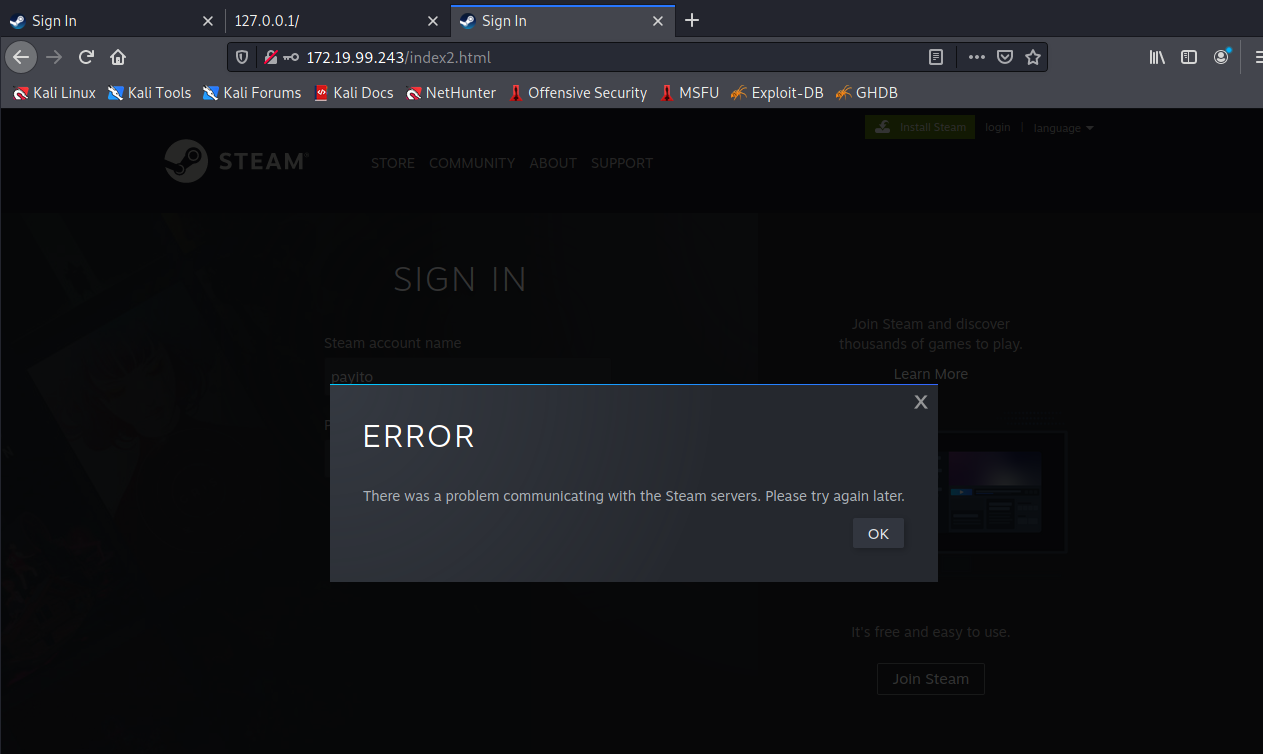 Sign In
127.0.0.1/
Sign In
172.19.99.243/index2.html
Kali Linux Kali Tools Kali Forums Kali Docs NetHunter Offensive Security MSFU Exploit-DB GHDB
Install Steam login | language
STEAM®
STORE COMMUNITY ABOUT SUPPORT
SIGN IN
Steam account name
payito
Join Steam and discover
thousands of games to play.
Learn More
ERROR
X
There was a problem communicating with the Steam servers. Please try again later.
OK
It's free and easy to use.
Join Steam